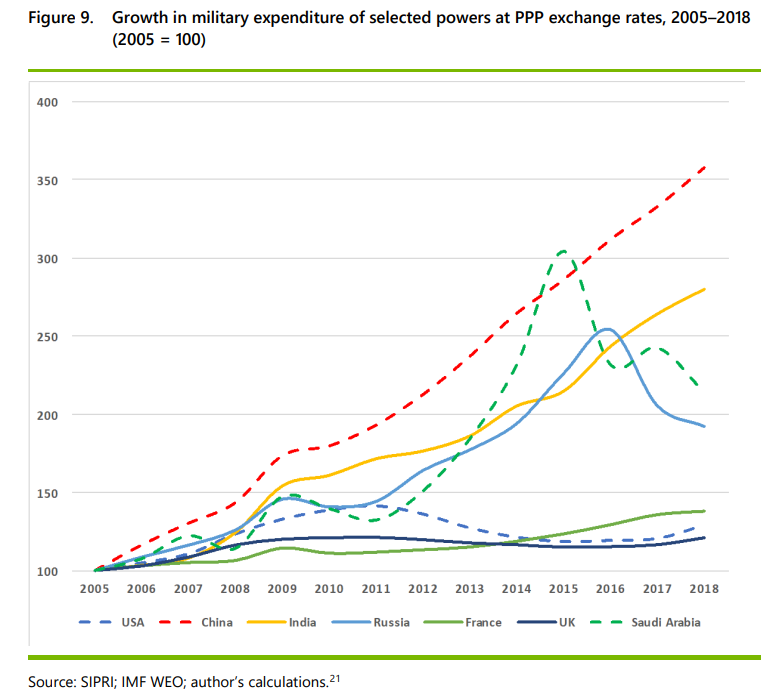 Figure 9. Growth in military expenditure of selected powers at PPP exchange rates, 2005–2018
(2005 = 100)
400
350
300
250
200
150
100
2005 2006 2007 2008 2009 2010 2011 2012 2013 2014 2015 2016 2017 2018
USA China India Russia France UK Saudi Arabia
Source: SIPRI; IMF WEO; author’s calculations.21